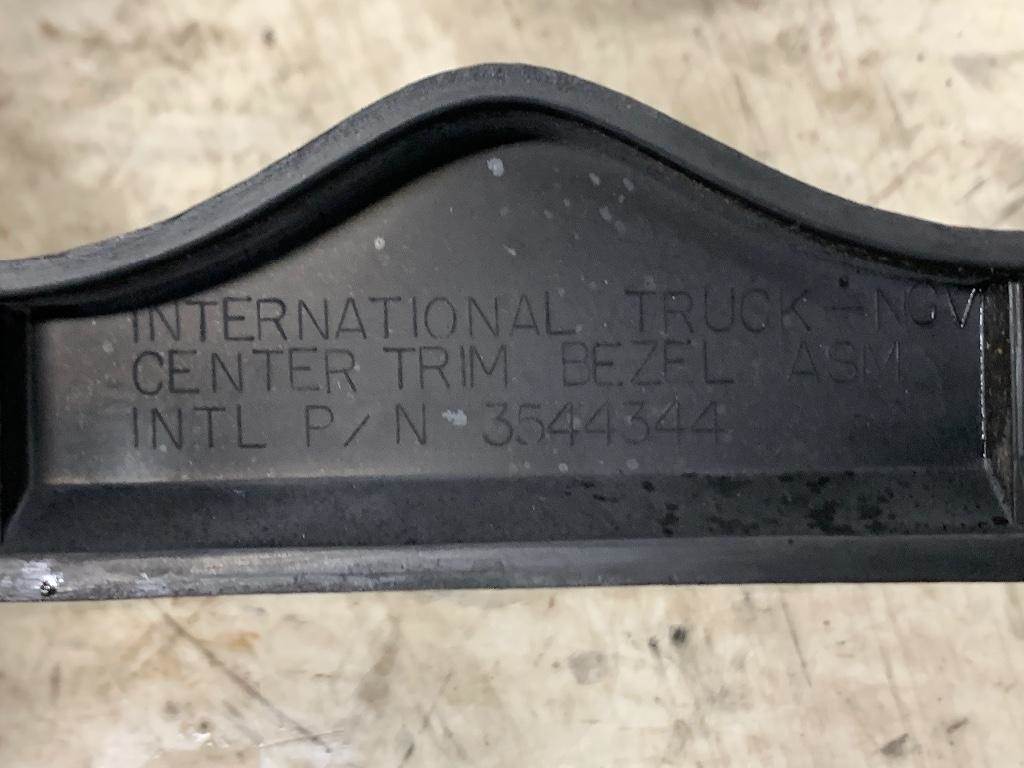 INTERNATIONAL TRUCK-NGV
CENTER TRIM BEZEL ASM
INTL P/N 3544344